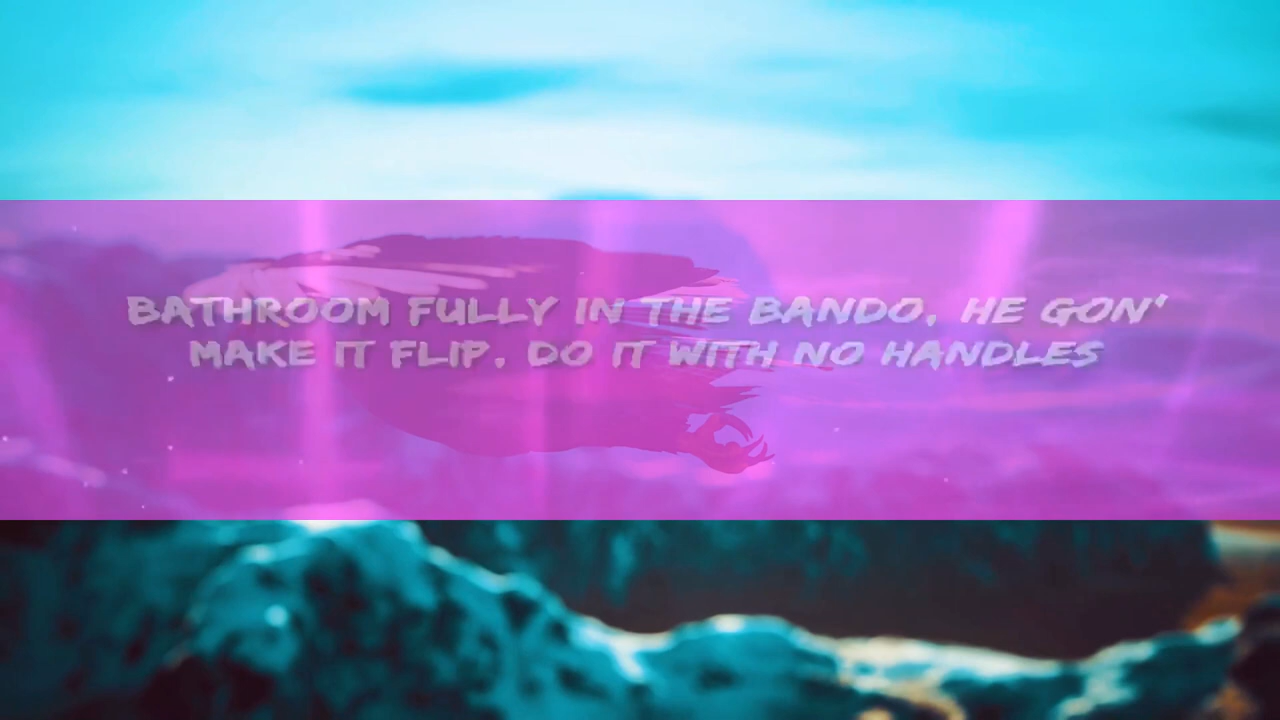 BATHROOM FULLY IN THE BANDO, HE GON'
MAKE IT FLIP, DO IT WITH NO HANDLES